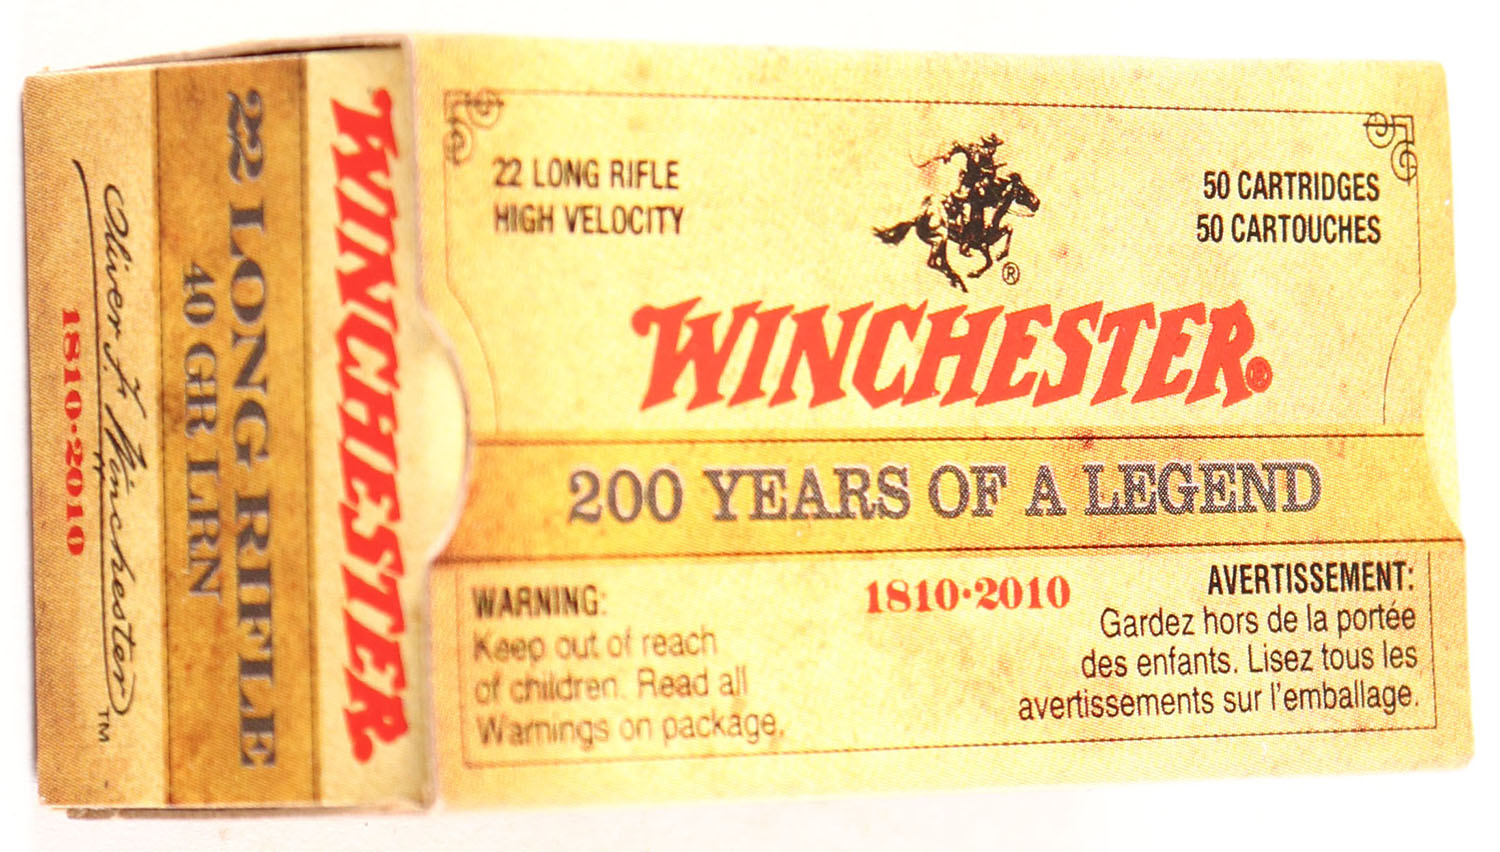 WINCHESTER
22 LONG RIFLE
40 GR LRN
Oliver F. Winchester TM
1810·2010
22 LONG RIFLE
HIGH VELOCITY
50 CARTRIDGES
50 CARTOUCHES
®
WINCHESTER®
200 YEARS OF A LEGEND
1810·2010
WARNING:
Keep out of reach
of children. Read all
Warnings on package.
AVERTISSEMENT:
Gardez hors de la portée
des enfants. Lisez tous les
avertissements sur l'emballage.